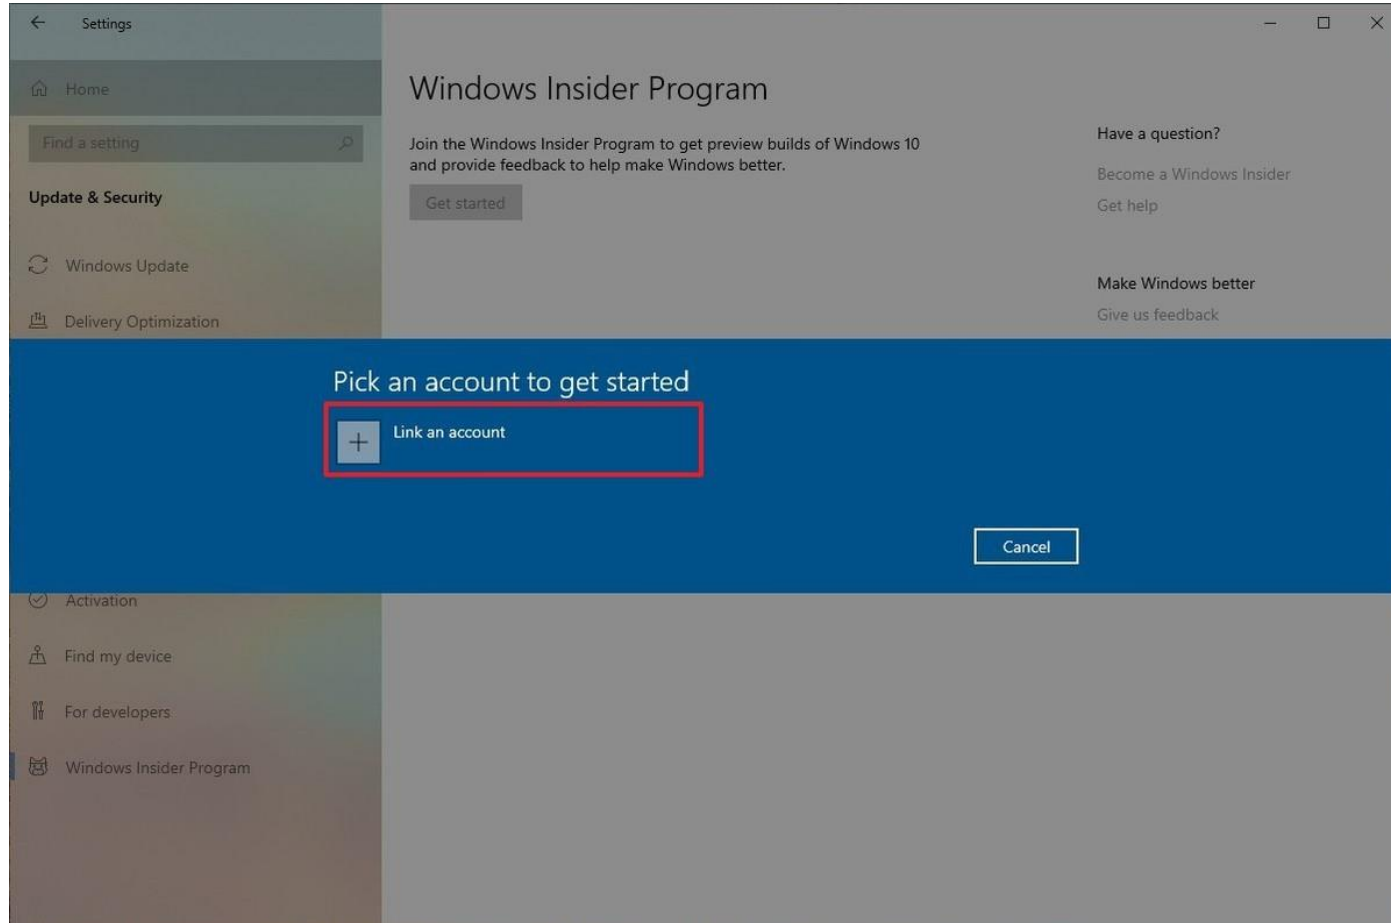 Settings
Home
Find a setting
Update & Security
Windows Update
Delivery Optimization
Activation
Find my device
For developers
Windows Insider Program
Windows Insider Program
Join the Windows Insider Program to get preview builds of Windows 10
and provide feedback to help make Windows better.
Get started
Have a question?
Become a Windows Insider
Get help
Make Windows better
Give us feedback
Pick an account to get started
Link an account
Cancel